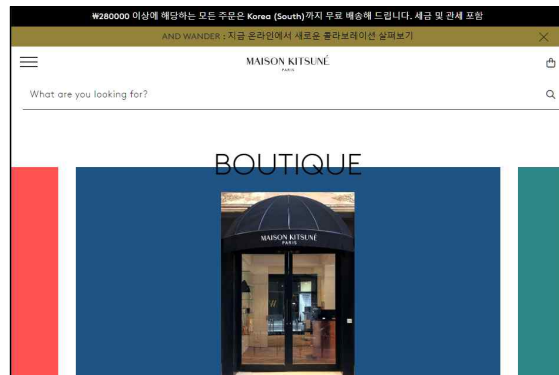 ₩280000 이상에 해당하는 모든 주문은 Korea (South)까지 무료 배송해 드립니다. 세금 및 관세 포함
AND WANDER : 지금 온라인에서 새로운 콜라보레이션 살펴보기
MAISON KITSUNÉ
PARIS
What are you looking for?
BOUTIQUE
MAISON KITSUNÉ
PARIS